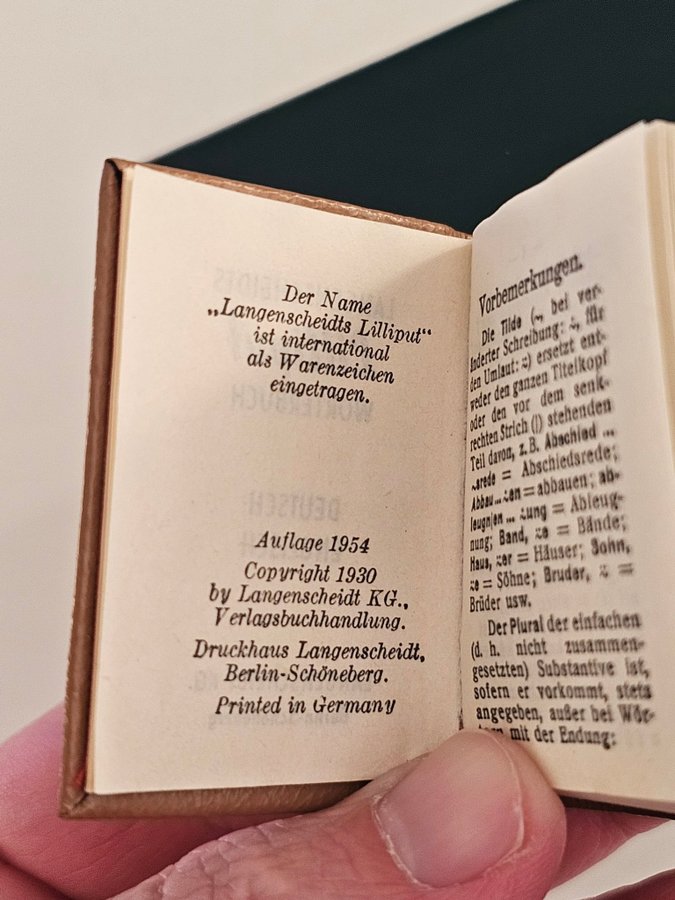 Der Name
„Langenscheidts Lilliput“
ist international
als Warenzeichen
eingetragen.
Auflage 1954
Copyright 1930
by Langenscheidt KG.,
Verlagsbuchhandlung.
Druckhaus Langenscheidt,
Berlin-Schöneberg.
Printed in Germany
Vorbemerkungen.
Die Tilde (~, bei ver-
änderter Schreibung: ⩰, für
den Umlaut: ⩰) ersetzt ent-
weder den ganzen Titelkopf
oder den vor dem senk-
rechten Strich (|) stehenden
Teil davon, z.B. Abschied ...
~srede = Abschiedsrede;
Abbau... ~en = abbauen; ab-
leugn|en ... ~ung = Ableug-
nung; Band, ~e = Bände;
Haus, ~er = Häuser; Sohn,
~e = Söhne; Bruder, ~ =
Brüder usw.
Der Plural der einfachen
(d. h. nicht zusammen-
gesetzten) Substantive ist,
sofern er vorkommt, stets
angegeben, außer bei Wör-
mit der Endung: